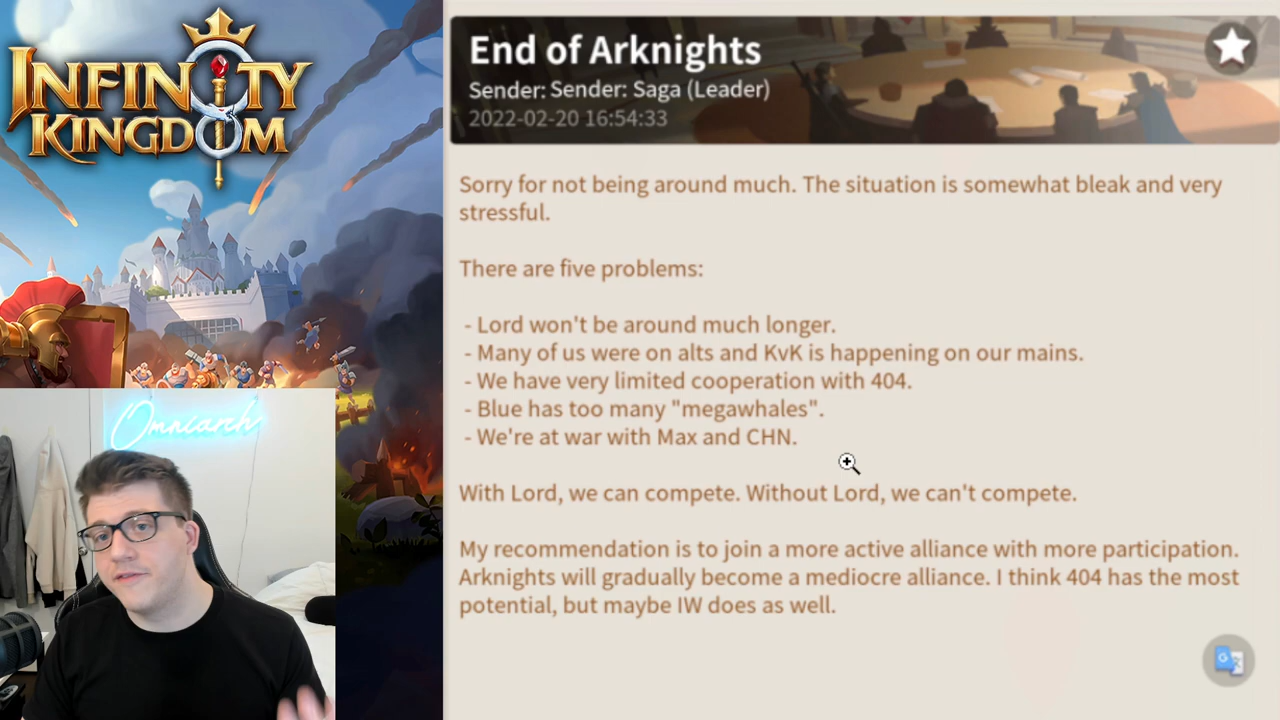 INFINITY
KINGDOM
Omniarch
End of Arknights
Sender: Sender: Saga (Leader)
2022-02-20 16:54:33
Sorry for not being around much. The situation is somewhat bleak and very
stressful.
There are five problems:
- Lord won't be around much longer.
- Many of us were on alts and KvK is happening on our mains.
- We have very limited cooperation with 404.
- Blue has too many "megawhales".
- We're at war with Max and CHN.
With Lord, we can compete. Without Lord, we can't compete.
My recommendation is to join a more active alliance with more participation.
Arknights will gradually become a mediocre alliance. I think 404 has the most
potential, but maybe IW does as well.
G